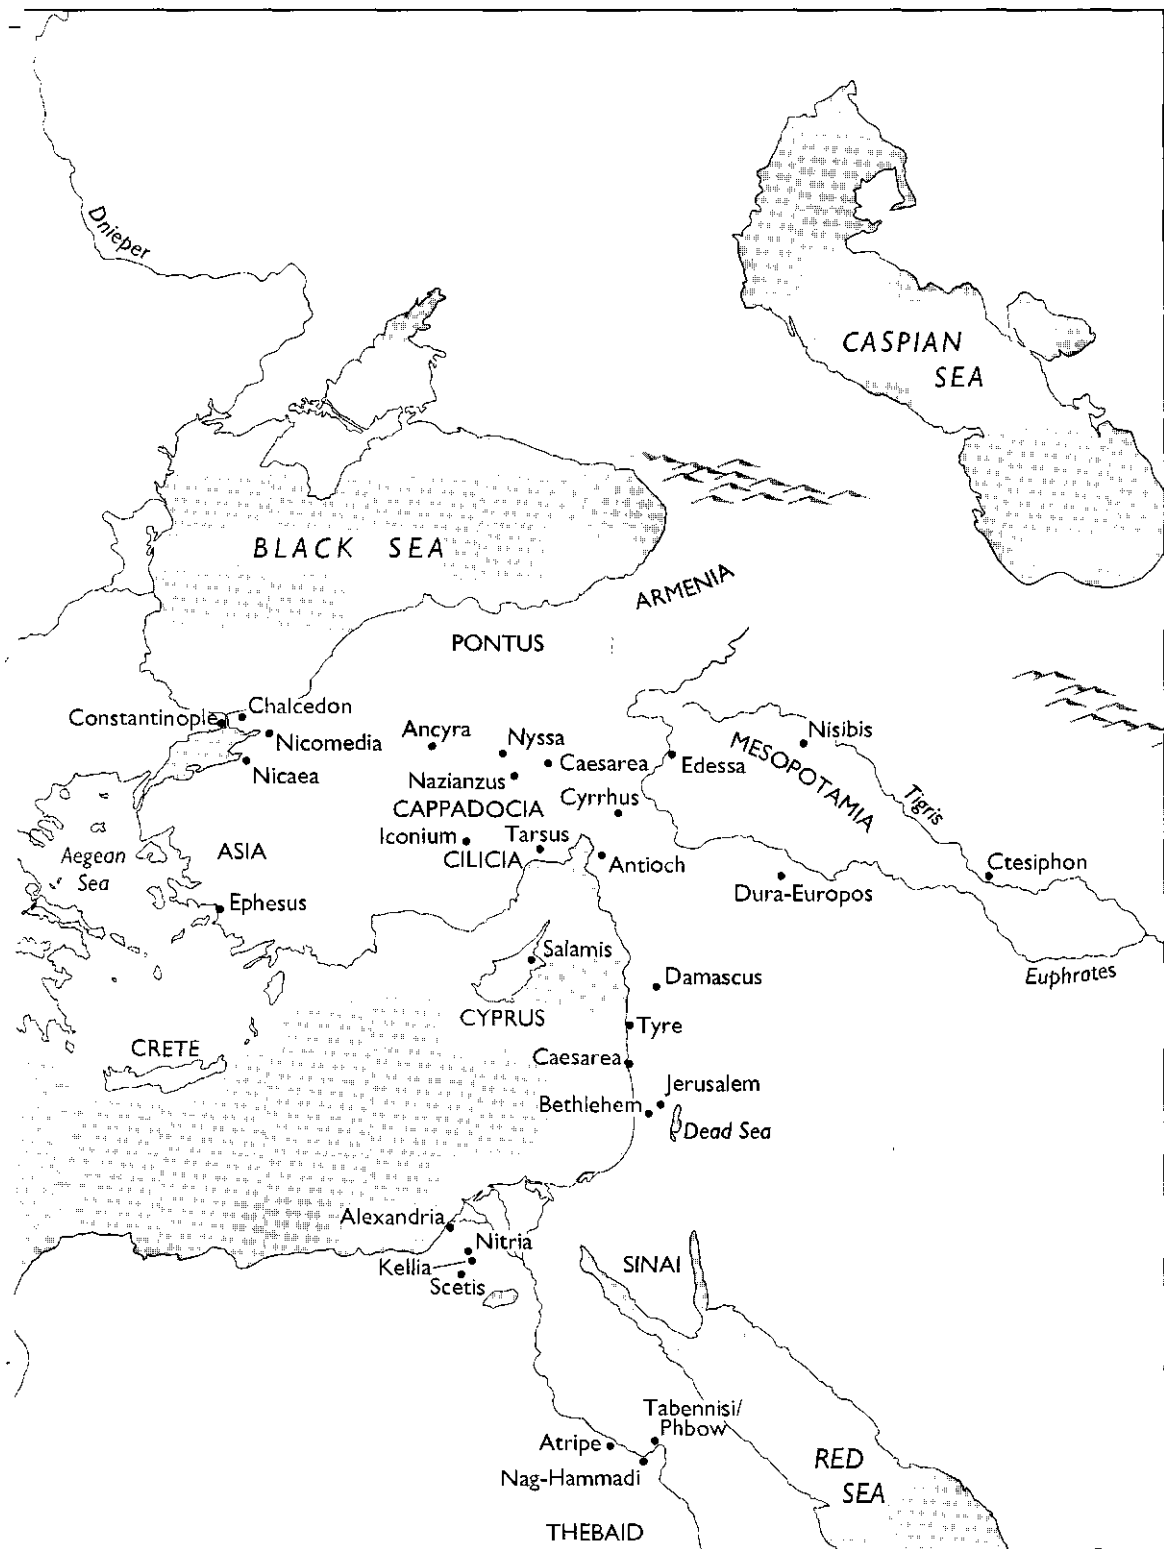 Dnieper
CASPIAN
SEA
BLACK SEA
ARMENIA
PONTUS
Constantinople
Chalcedon
Nicomedia
Nicaea
Ancyra
Nyssa
Caesarea
Nazianzus
CAPPADOCIA
Cyrrhus
Edessa
MESOPOTAMIA
Nisibis
Tigris
Iconium
Tarsus
CILICIA
Antioch
Aegean
Sea
ASIA
Ephesus
Dura-Europos
Ctesiphon
Euphrates
Salamis
CYPRUS
Damascus
Tyre
CRETE
Caesarea
Jerusalem
Bethlehem
Dead Sea
Alexandria
Nitria
Kellia
Scetis
SINAI
Tabennisi/
Phbow
Atripe
Nag-Hammadi
RED
SEA
THEBAID